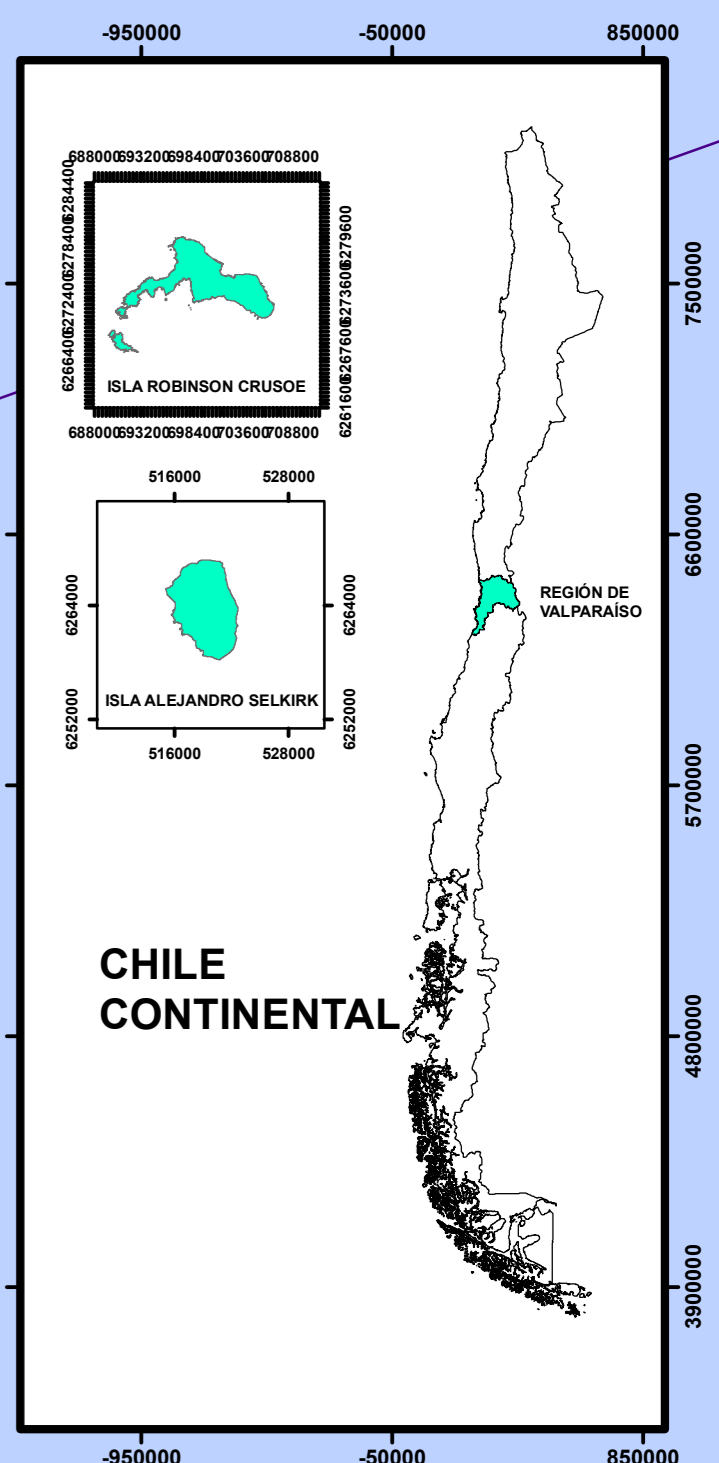 -950000 -50000 850000
688000 693200 698400 703600 708800
6284400
6278400
6272400
6266400
6279600
6273600
6267600
6261600
ISLA ROBINSON CRUSOE
688000 693200 698400 703600 708800
516000 528000
6264000
6252000
6264000
6252000
ISLA ALEJANDRO SELKIRK
516000 528000
REGIÓN DE
VALPARAÍSO
CHILE
CONTINENTAL
7500000
6600000
5700000
4800000
3900000
-950000 -50000 850000